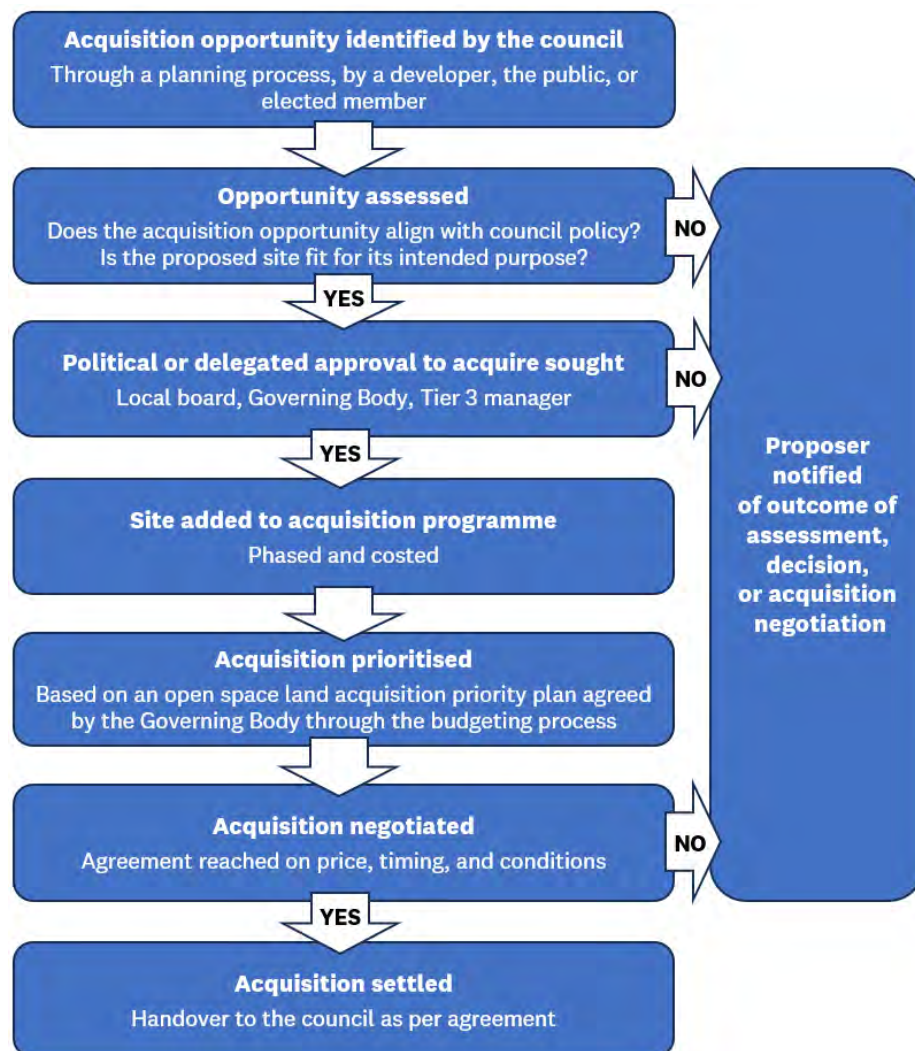 Acquisition opportunity identified by the council
Through a planning process, by a developer, the public, or
elected member
Opportunity assessed
Does the acquisition opportunity align with council policy?
Is the proposed site fit for its intended purpose?
NO
YES
Political or delegated approval to acquire sought
Local board, Governing Body, Tier 3 manager
NO
YES
Site added to acquisition programme
Phased and costed
Acquisition prioritised
Based on an open space land acquisition priority plan agreed
by the Governing Body through the budgeting process
Acquisition negotiated
Agreement reached on price, timing, and conditions
NO
YES
Acquisition settled
Handover to the council as per agreement
Proposer
notified
of outcome of
assessment,
decision,
or acquisition
negotiation